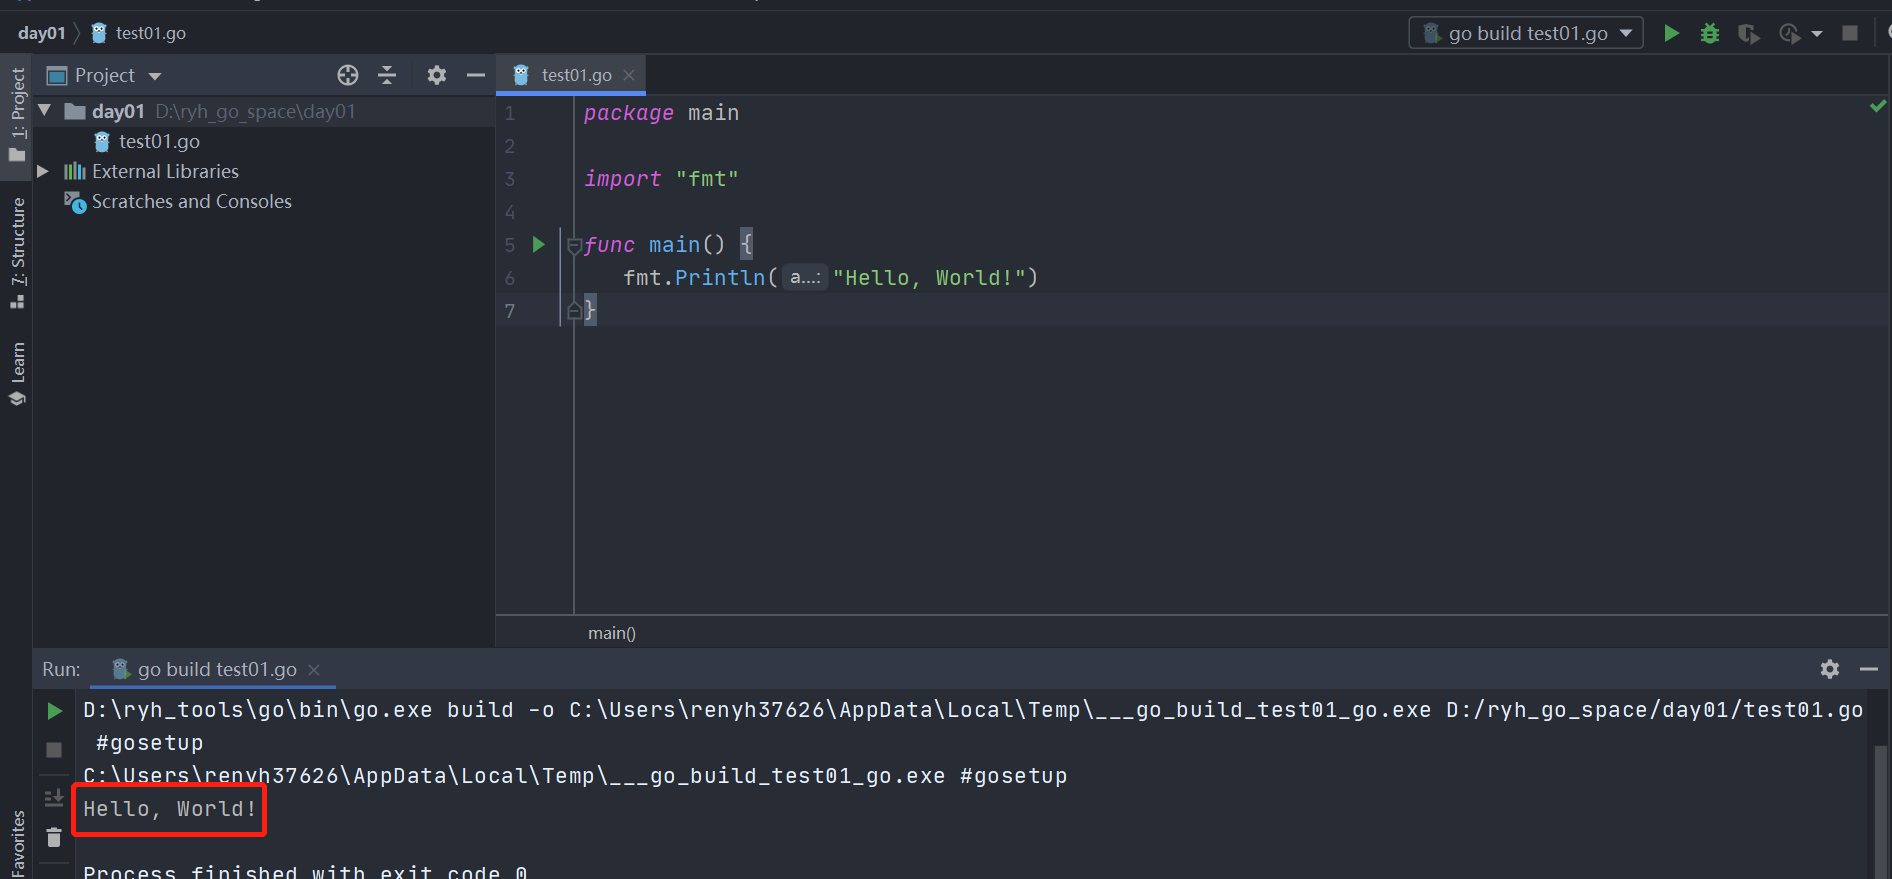 day01 test01.go
go build test01.go
1: Project
7: Structure
Learn
Favorites
Project
day01 D:\ryh_go_space\day01
test01.go
External Libraries
Scratches and Consoles
test01.go
1 package main
2
3 import "fmt"
4
5 func main() {
6 fmt.Println( a...: "Hello, World!")
7 }
main()
Run: go build test01.go
D:\ryh_tools\go\bin\go.exe build -o C:\Users\renyh37626\AppData\Local\Temp\___go_build_test01_go.exe D:/ryh_go_space/day01/test01.go
#gosetup
C:\Users\renyh37626\AppData\Local\Temp\___go_build_test01_go.exe #gosetup
Hello, World!
Process finished with exit code 0